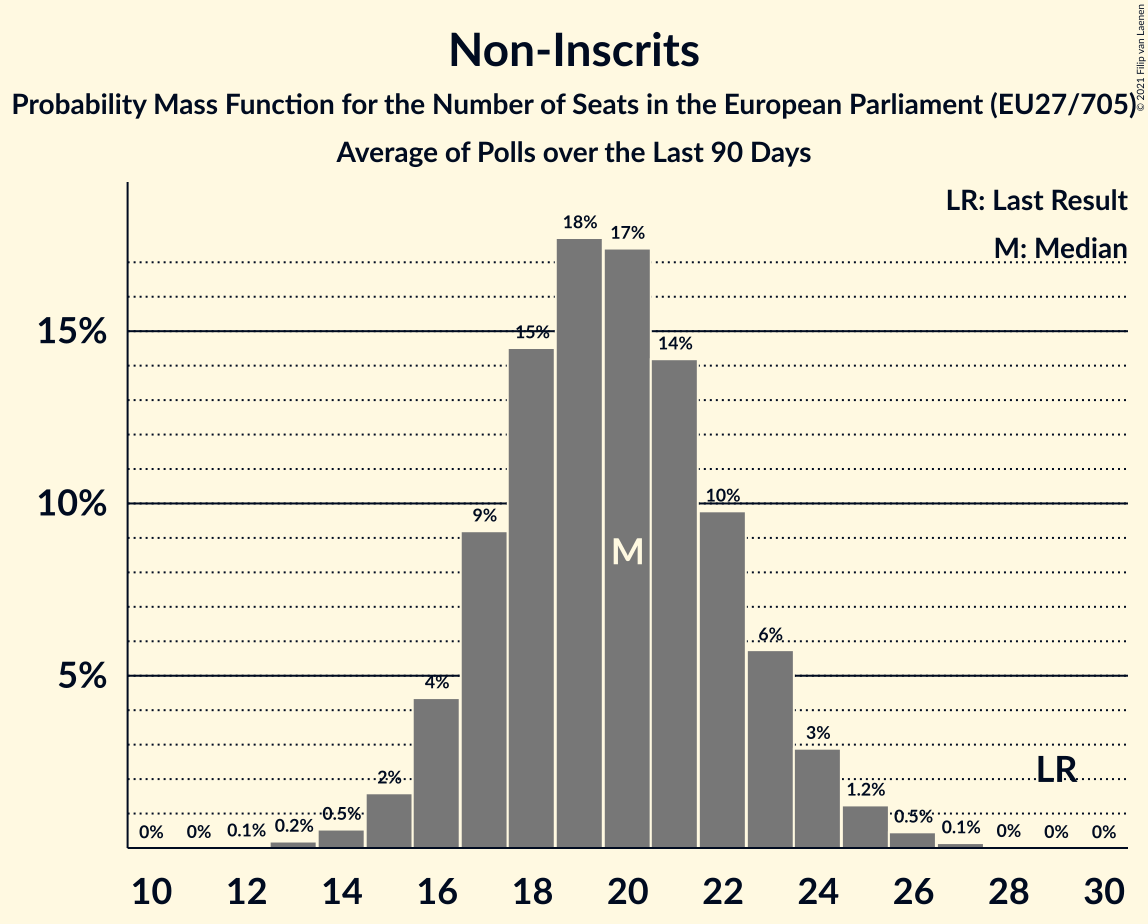 Non-Inscrits
Probability Mass Function for the Number of Seats in the European Parliament (EU27/705)
Average of Polls over the Last 90 Days
© 2021 Filip van Laenen
LR: Last Result
M: Median
15%
10%
5%
0%
0%
0.1%
0.2%
0.5%
2%
4%
9%
15%
18%
17%
14%
10%
6%
3%
1.2%
0.5%
0.1%
0%
0%
0%
M
LR
10 12 14 16 18 20 22 24 26 28 30